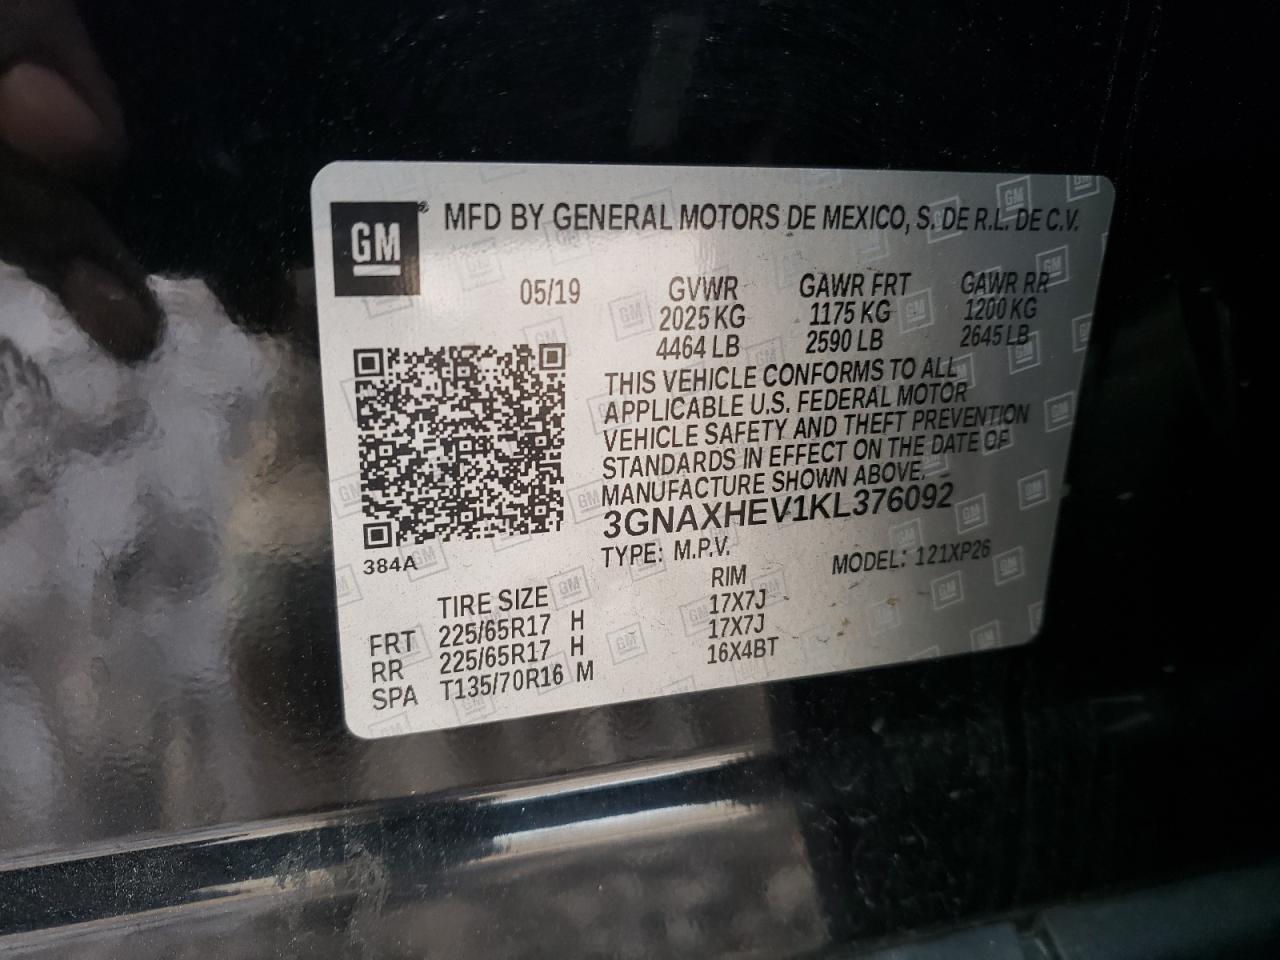 GM® MFD BY GENERAL MOTORS DE MEXICO, S. DE R.L. DE C.V.
05/19 GVWR GAWR FRT GAWR RR
2025 KG 1175 KG 1200 KG
4464 LB 2590 LB 2645 LB
THIS VEHICLE CONFORMS TO ALL
APPLICABLE U.S. FEDERAL MOTOR
VEHICLE SAFETY AND THEFT PREVENTION
STANDARDS IN EFFECT ON THE DATE OF
MANUFACTURE SHOWN ABOVE.
3GNAXHEV1KL376092
TYPE: M.P.V. MODEL: 121XP26
384A
TIRE SIZE RIM
FRT 225/65R17 H 17X7J
RR 225/65R17 H 17X7J
SPA T135/70R16 M 16X4BT